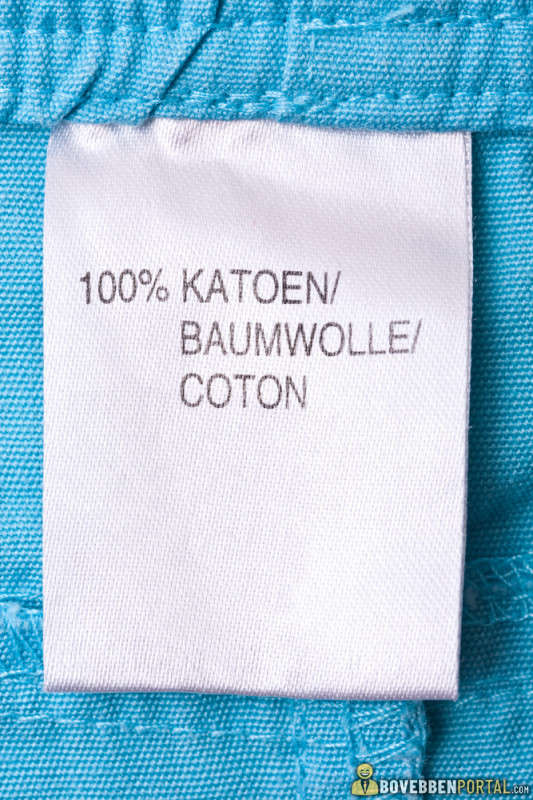 100% KATOEN/
BAUMWOLLE/
COTON
BOVEBBENPORTAL.COM